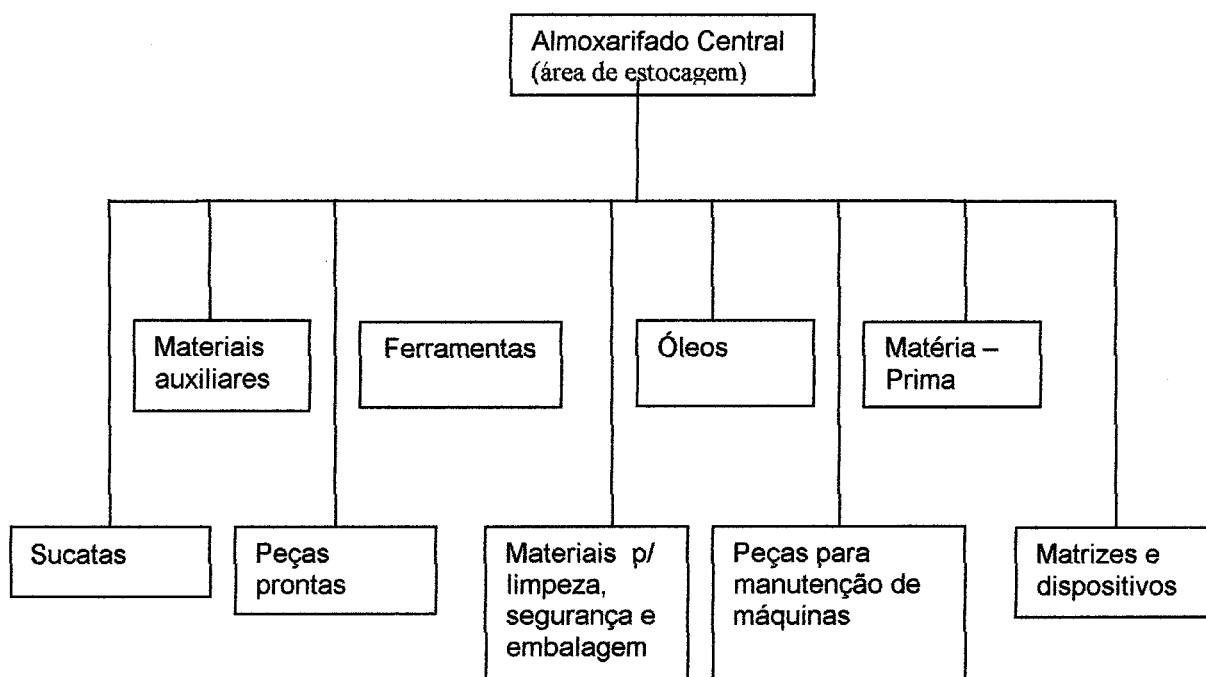 Almoxarifado Central
(área de estocagem)
Materiais
auxiliares
Ferramentas
Óleos
Matéria –
Prima
Sucatas
Peças
prontas
Materiais p/
limpeza,
segurança e
embalagem
Peças para
manutenção de
máquinas
Matrizes e
dispositivos